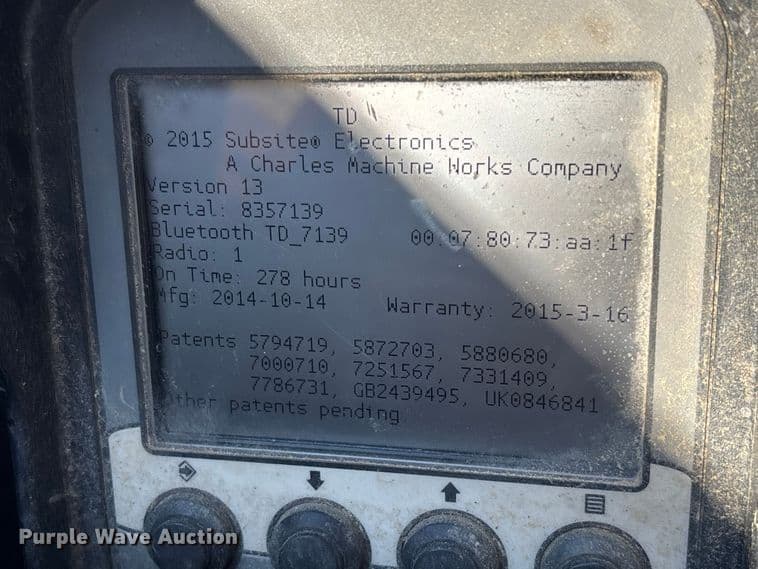 TD
© 2015 Subsite® Electronics
A Charles Machine Works Company
Version 13
Serial: 8357139
Bluetooth TD_7139 00:07:80:73:aa:1f
Radio: 1
On Time: 278 hours
Mfg: 2014-10-14 Warranty: 2015-3-16
Patents 5794719, 5872703, 5880680,
7000710, 7251567, 7331409,
7786731, GB2439495, UK0846841
Other patents pending
Purple Wave Auction